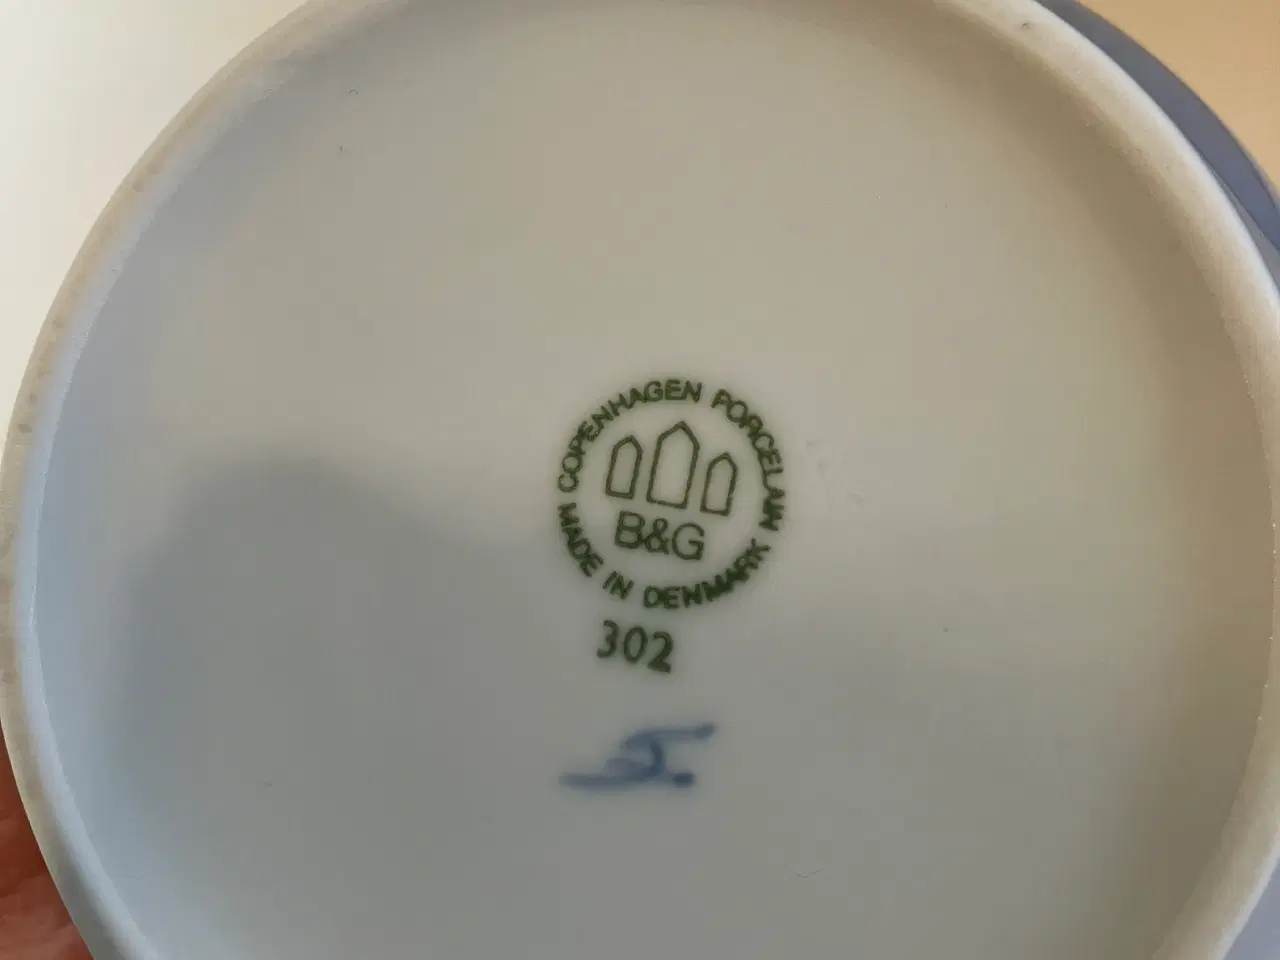 COPENHAGEN PORCELAIN
B&G
MADE IN DENMARK
302